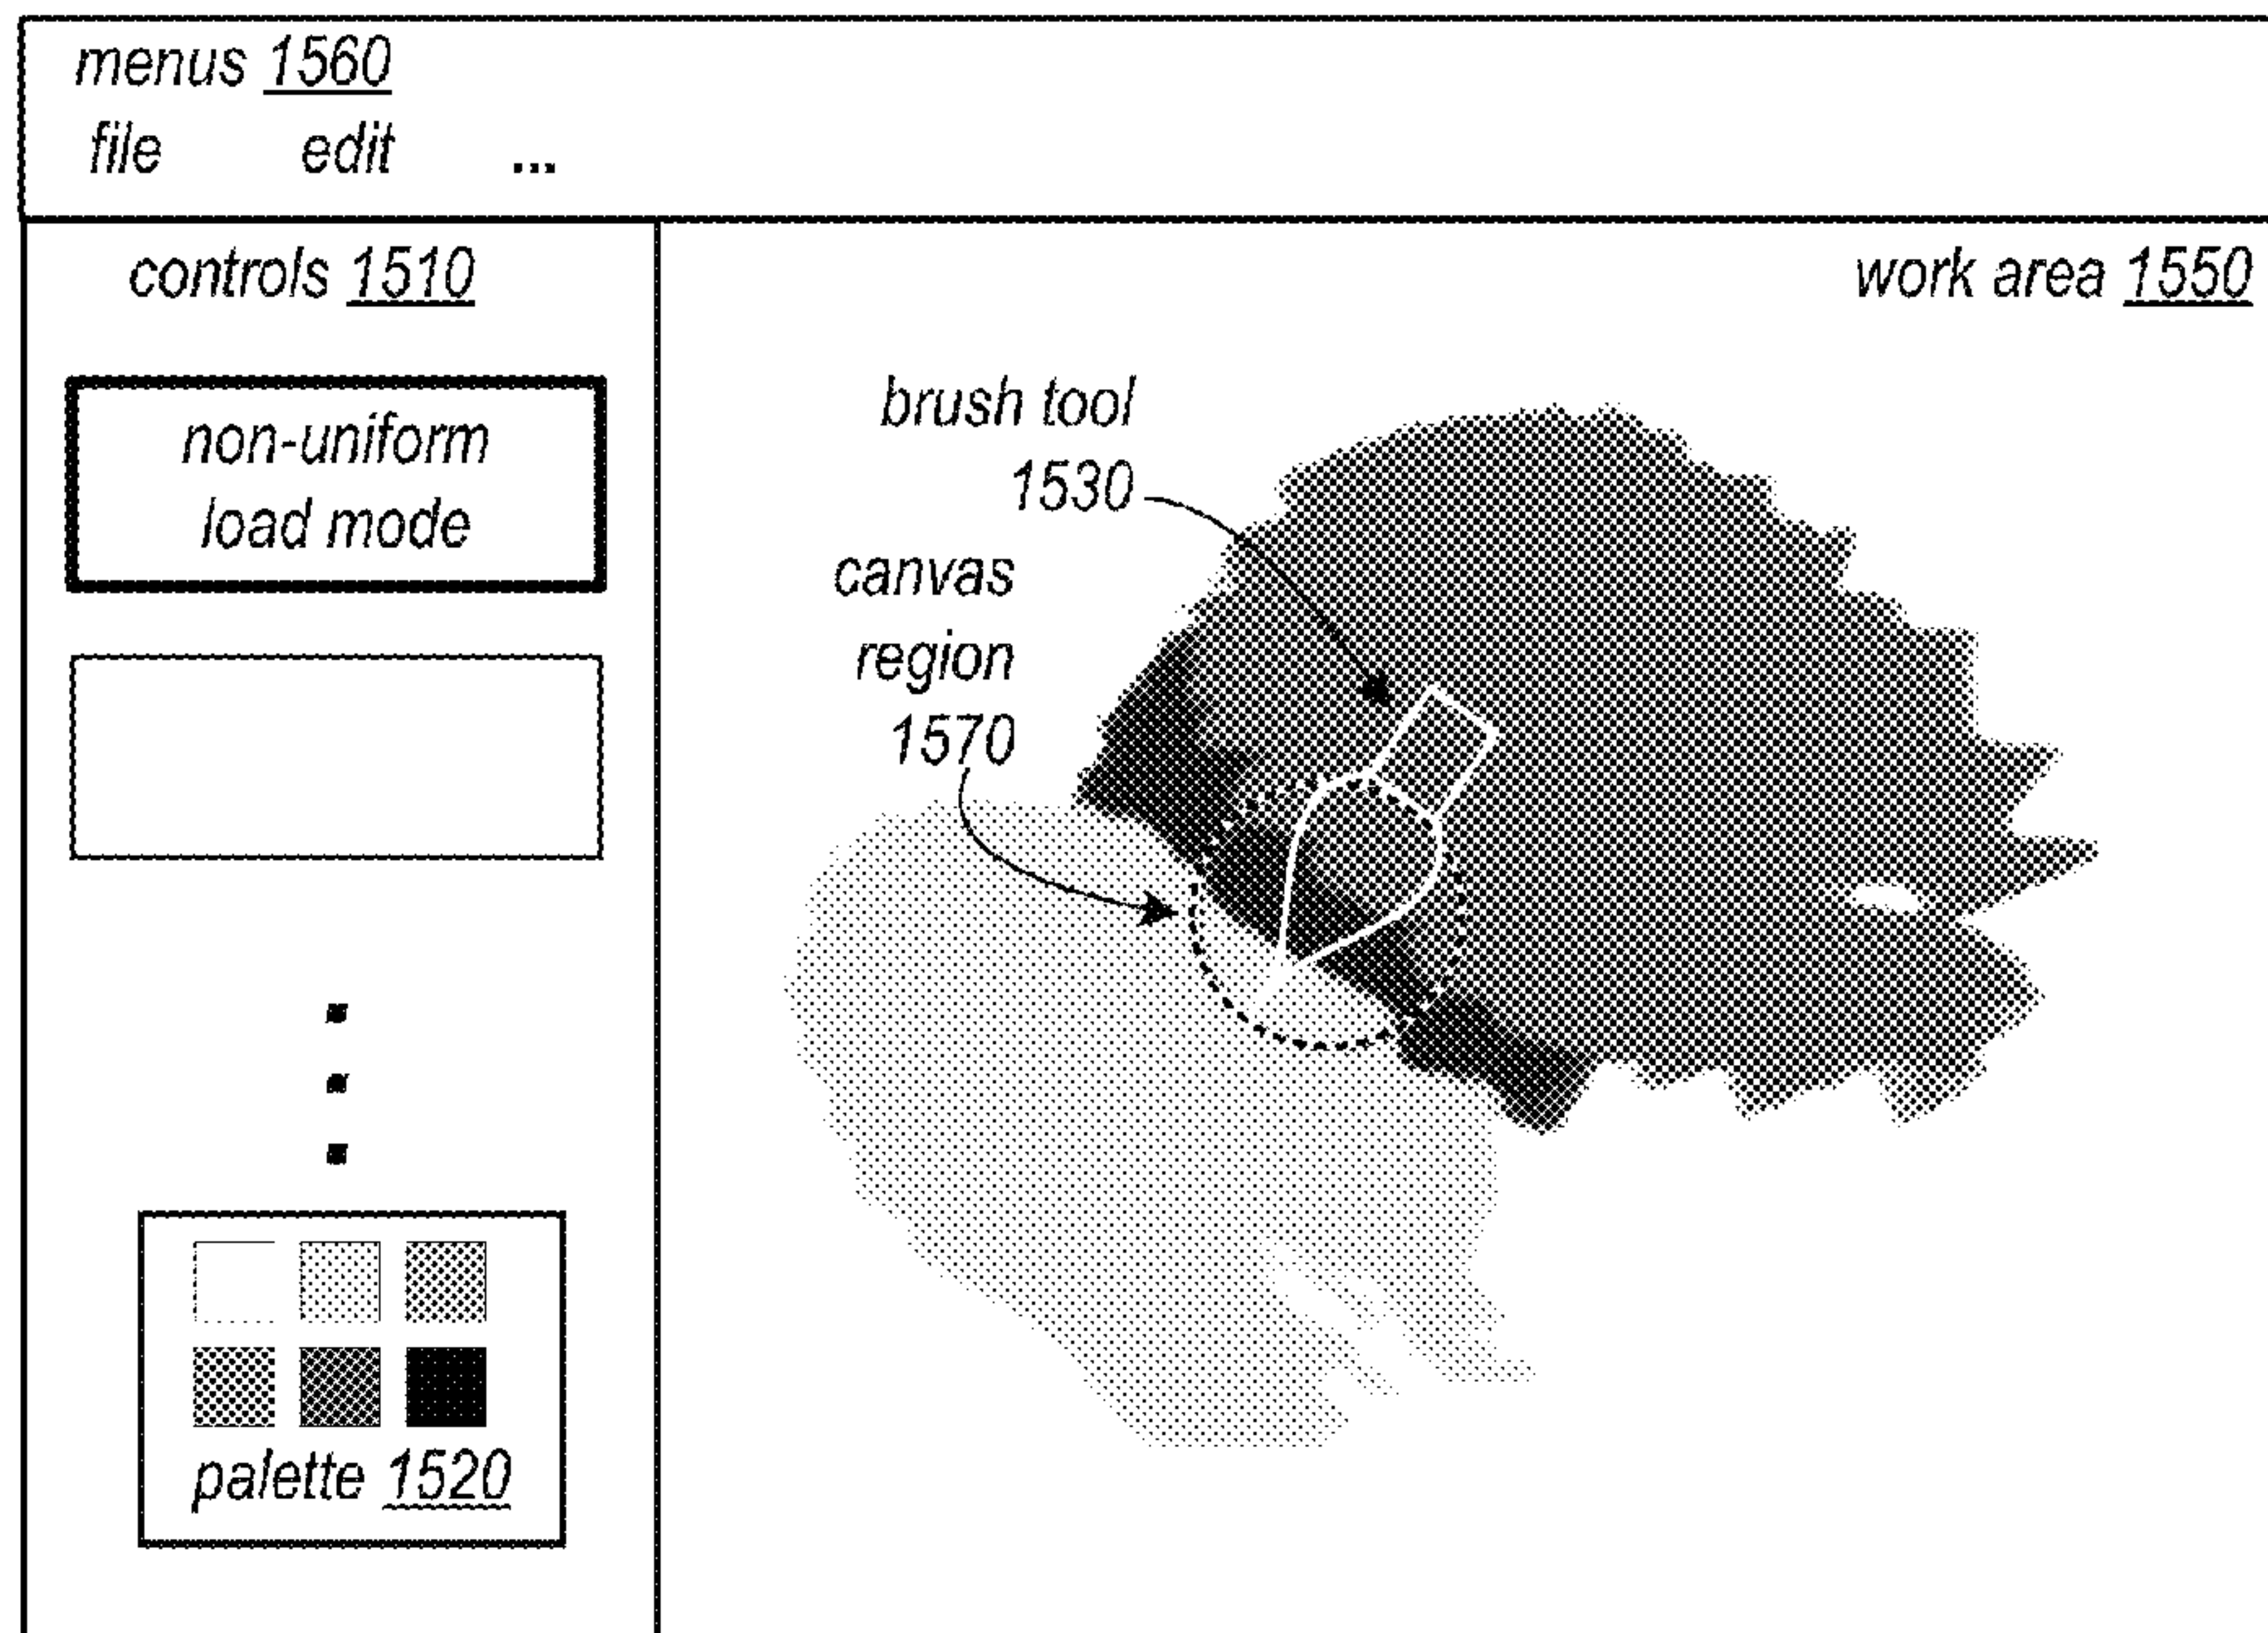 menus 1560
file edit ...
controls 1510
work area 1550
non-uniform
load mode
brush tool
1530
canvas
region
1570
palette 1520